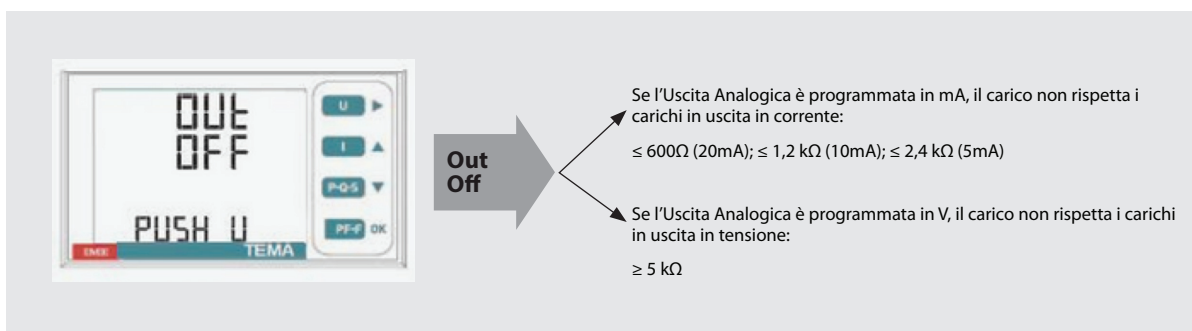 OUt
OFF
PUSH U
U
I
P-Q-S
PF-F OK
TEMA
Out
Off
Se l’Uscita Analogica è programmata in mA, il carico non rispetta i
carichi in uscita in corrente:
≤ 600Ω (20mA); ≤ 1,2 kΩ (10mA); ≤ 2,4 kΩ (5mA)
Se l’Uscita Analogica è programmata in V, il carico non rispetta i carichi
in uscita in tensione:
≥ 5 kΩ